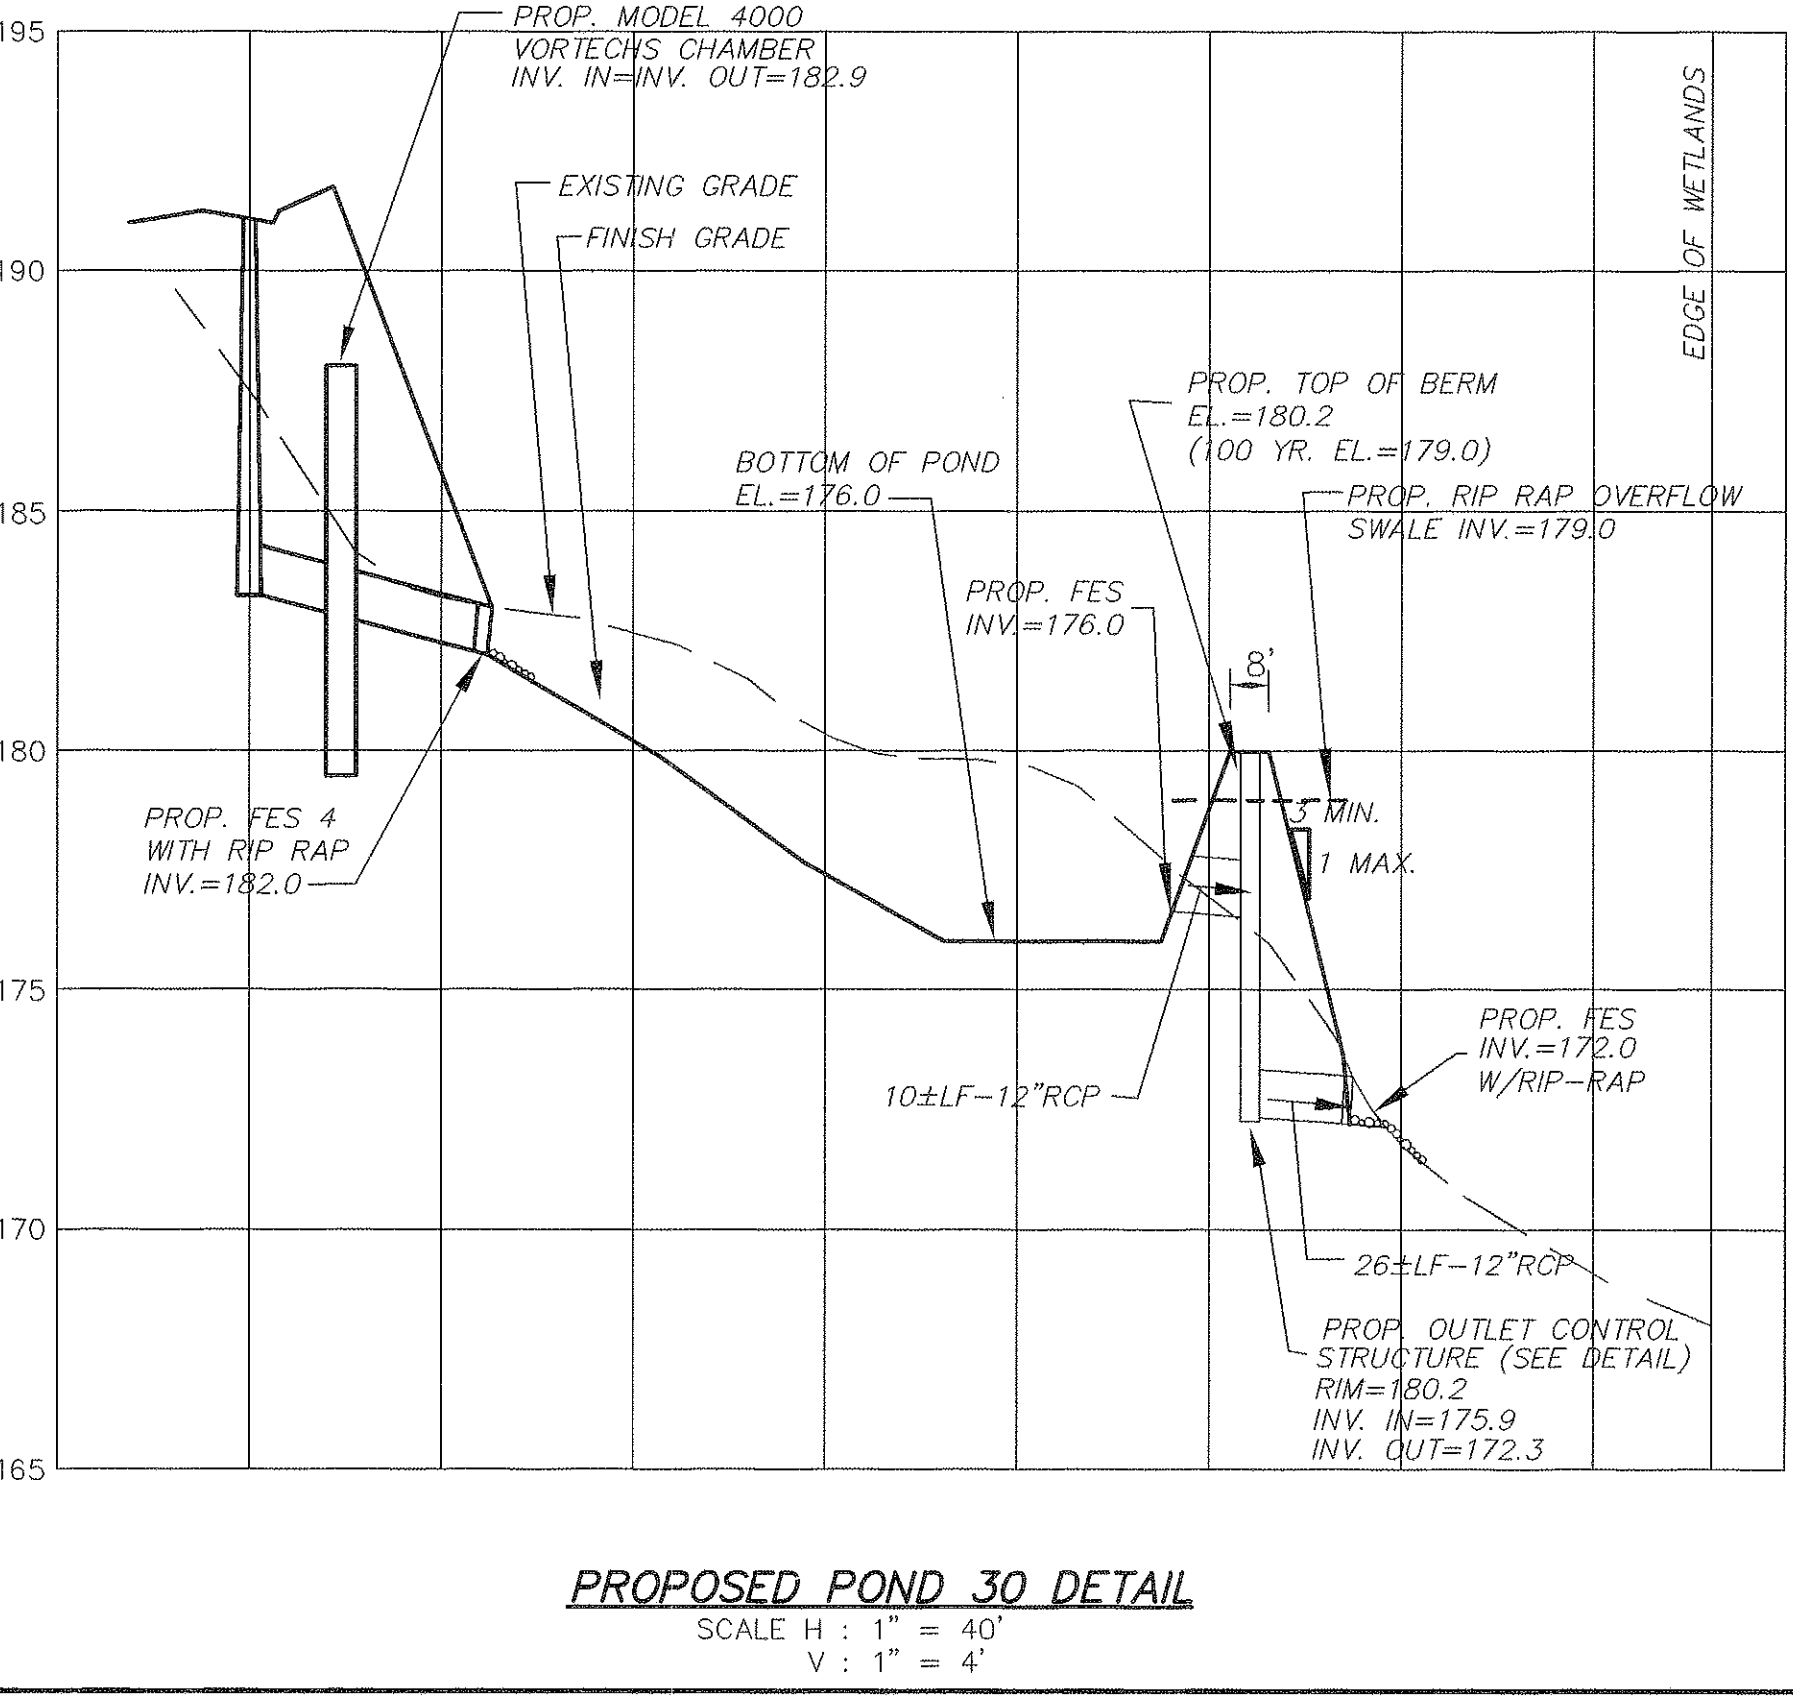 195
190
185
180
175
170
165
PROP. MODEL 4000
VORTECHS CHAMBER
INV. IN=INV. OUT=182.9
EXISTING GRADE
FINISH GRADE
EDGE OF WETLANDS
PROP. TOP OF BERM
EL.=180.2
(100 YR. EL.=179.0)
BOTTOM OF POND
EL.=176.0
PROP. RIP RAP OVERFLOW
SWALE INV.=179.0
PROP. FES
INV.=176.0
8'
PROP. FES 4
WITH RIP RAP
INV.=182.0
3 MIN.
1 MAX.
PROP. FES
INV.=172.0
W/RIP-RAP
10±LF-12"RCP
26±LF-12"RCP
PROP. OUTLET CONTROL
STRUCTURE (SEE DETAIL)
RIM=180.2
INV. IN=175.9
INV. OUT=172.3
PROPOSED POND 30 DETAIL
SCALE H : 1" = 40'
V : 1" = 4'